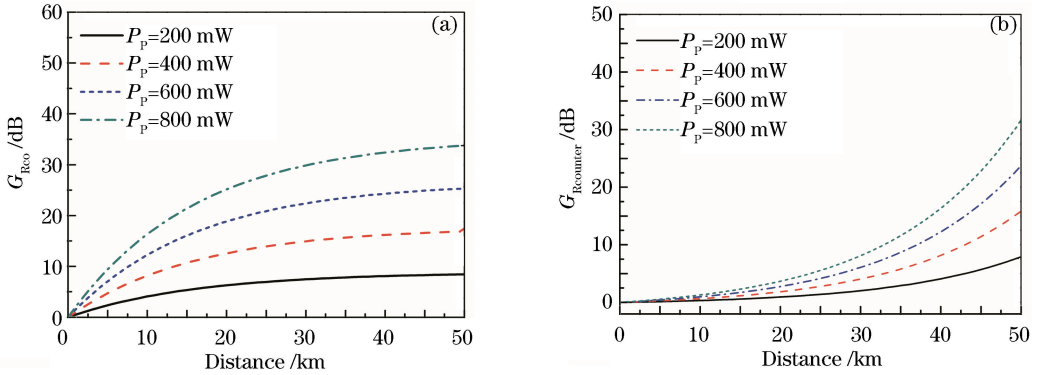 (a)
60
50
40
30
20
10
0
G_Rco /dB
P_P=200 mW
P_P=400 mW
P_P=600 mW
P_P=800 mW
0 10 20 30 40 50
Distance /km
(b)
50
40
30
20
10
0
G_Rcounter /dB
P_P=200 mW
P_P=400 mW
P_P=600 mW
P_P=800 mW
0 10 20 30 40 50
Distance /km